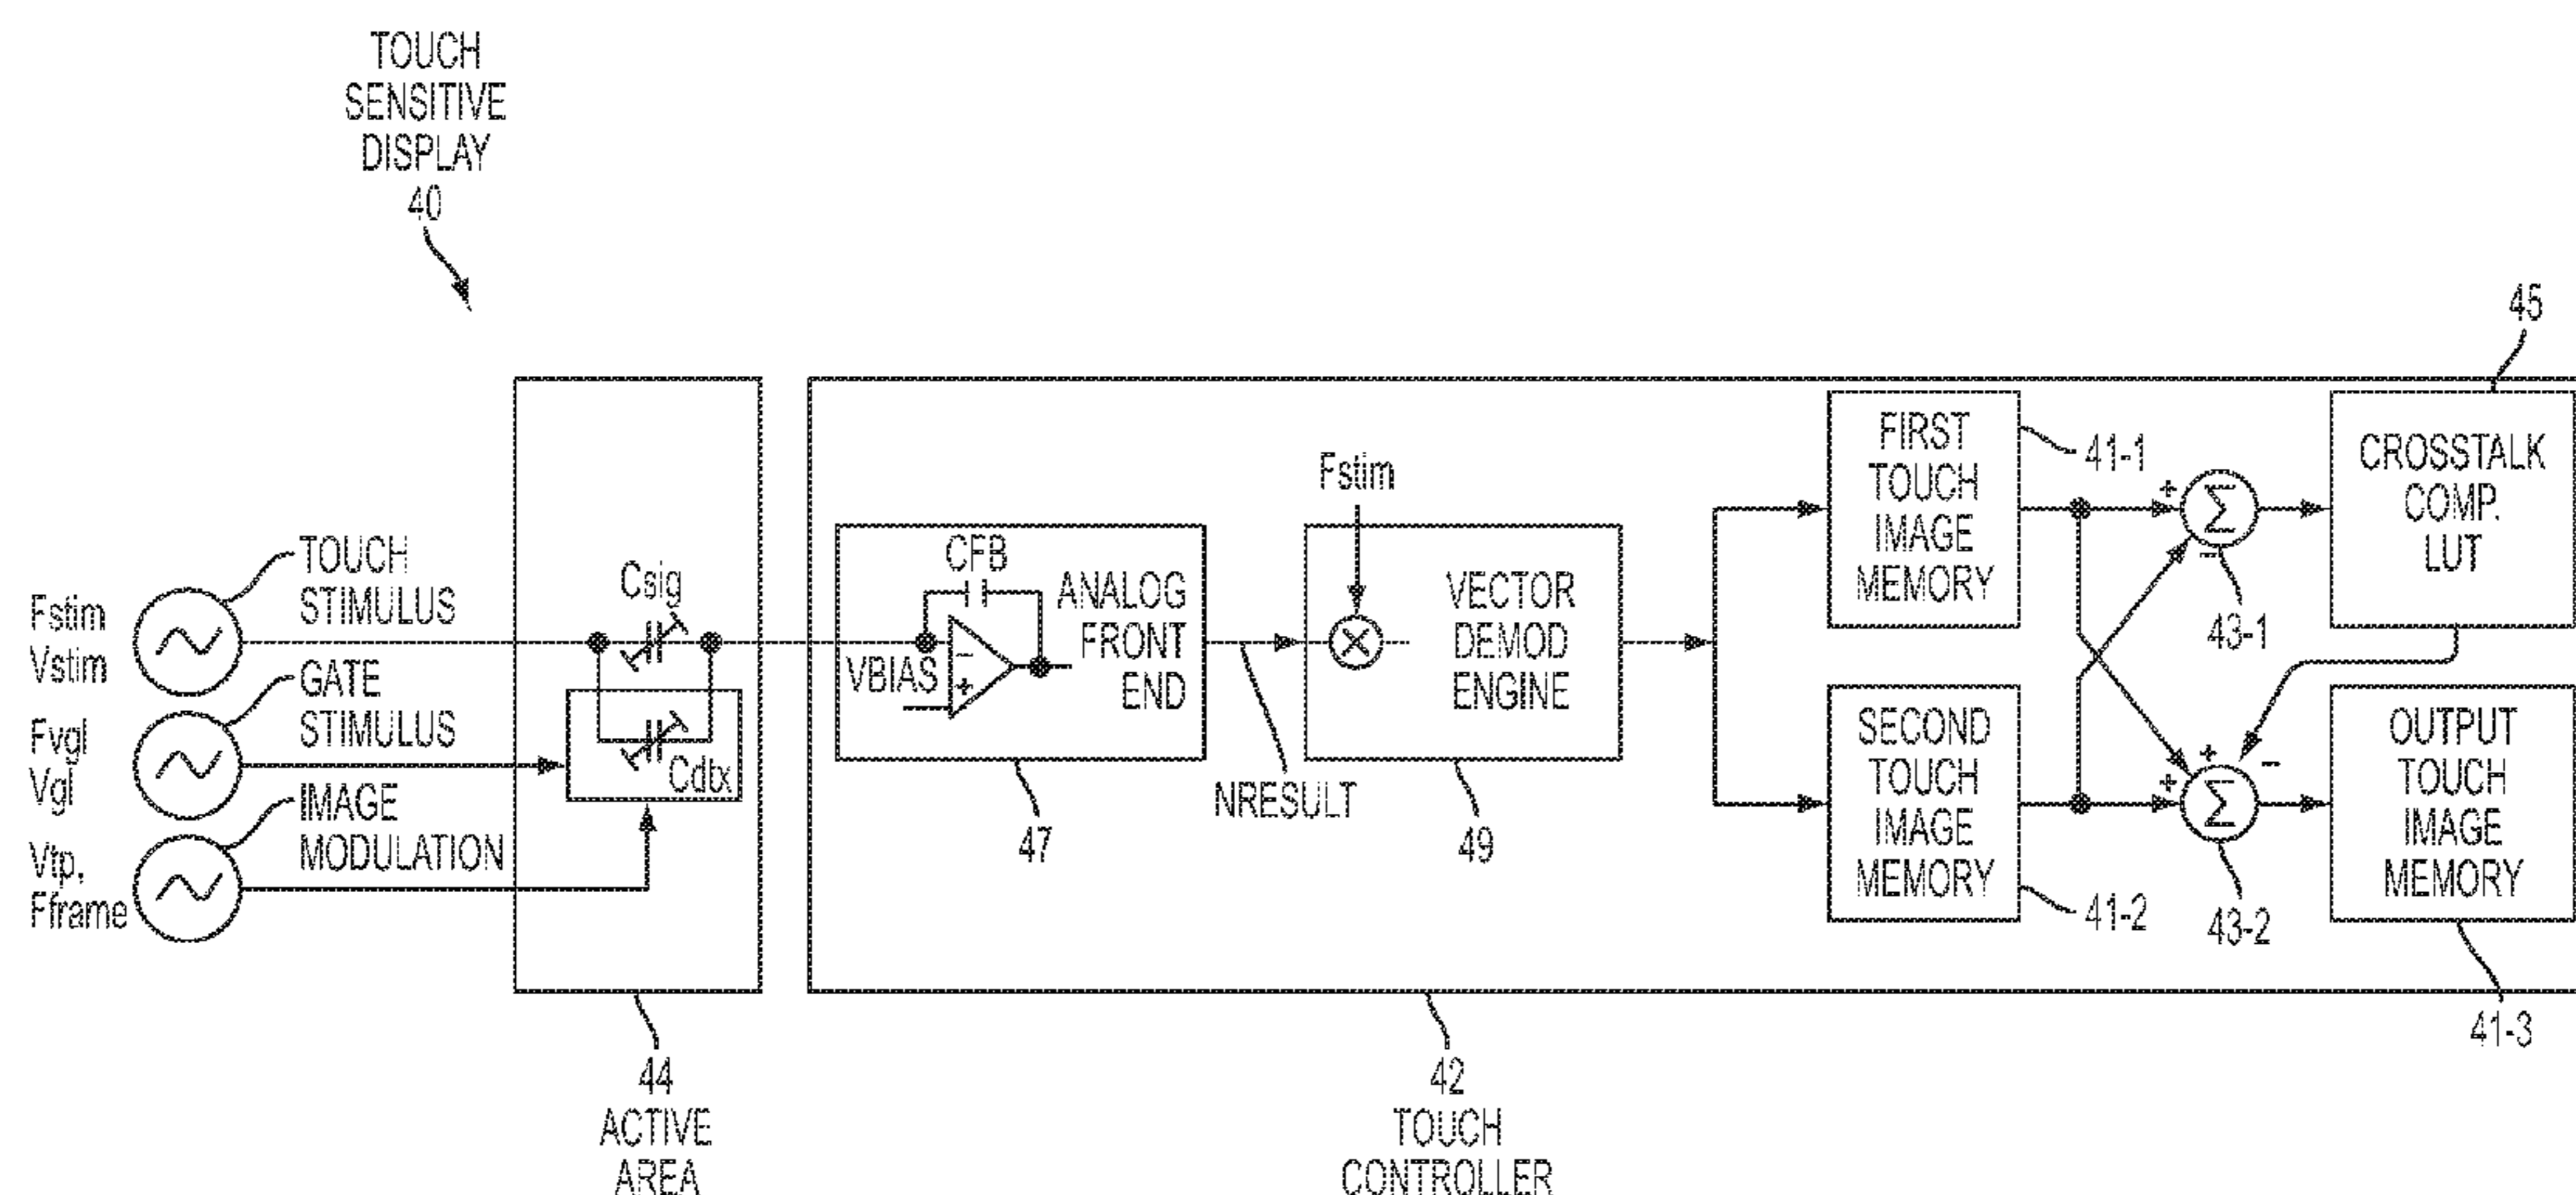 TOUCH
SENSITIVE
DISPLAY
40
45
Fstim
Vstim
TOUCH
STIMULUS
Fvgl
Vgl
GATE
STIMULUS
Vfp,
Fframe
IMAGE
MODULATION
Csig
Cdtx
44
ACTIVE
AREA
CFB
VBIAS
-
+
ANALOG
FRONT
END
47
NRESULT
Fstim
VECTOR
DEMOD
ENGINE
49
FIRST
TOUCH
IMAGE
MEMORY
41-1
SECOND
TOUCH
IMAGE
MEMORY
41-2
+
Σ
-
43-1
+
+
-
Σ
43-2
CROSSTALK
COMP.
LUT
OUTPUT
TOUCH
IMAGE
MEMORY
41-3
42
TOUCH
CONTROLLER